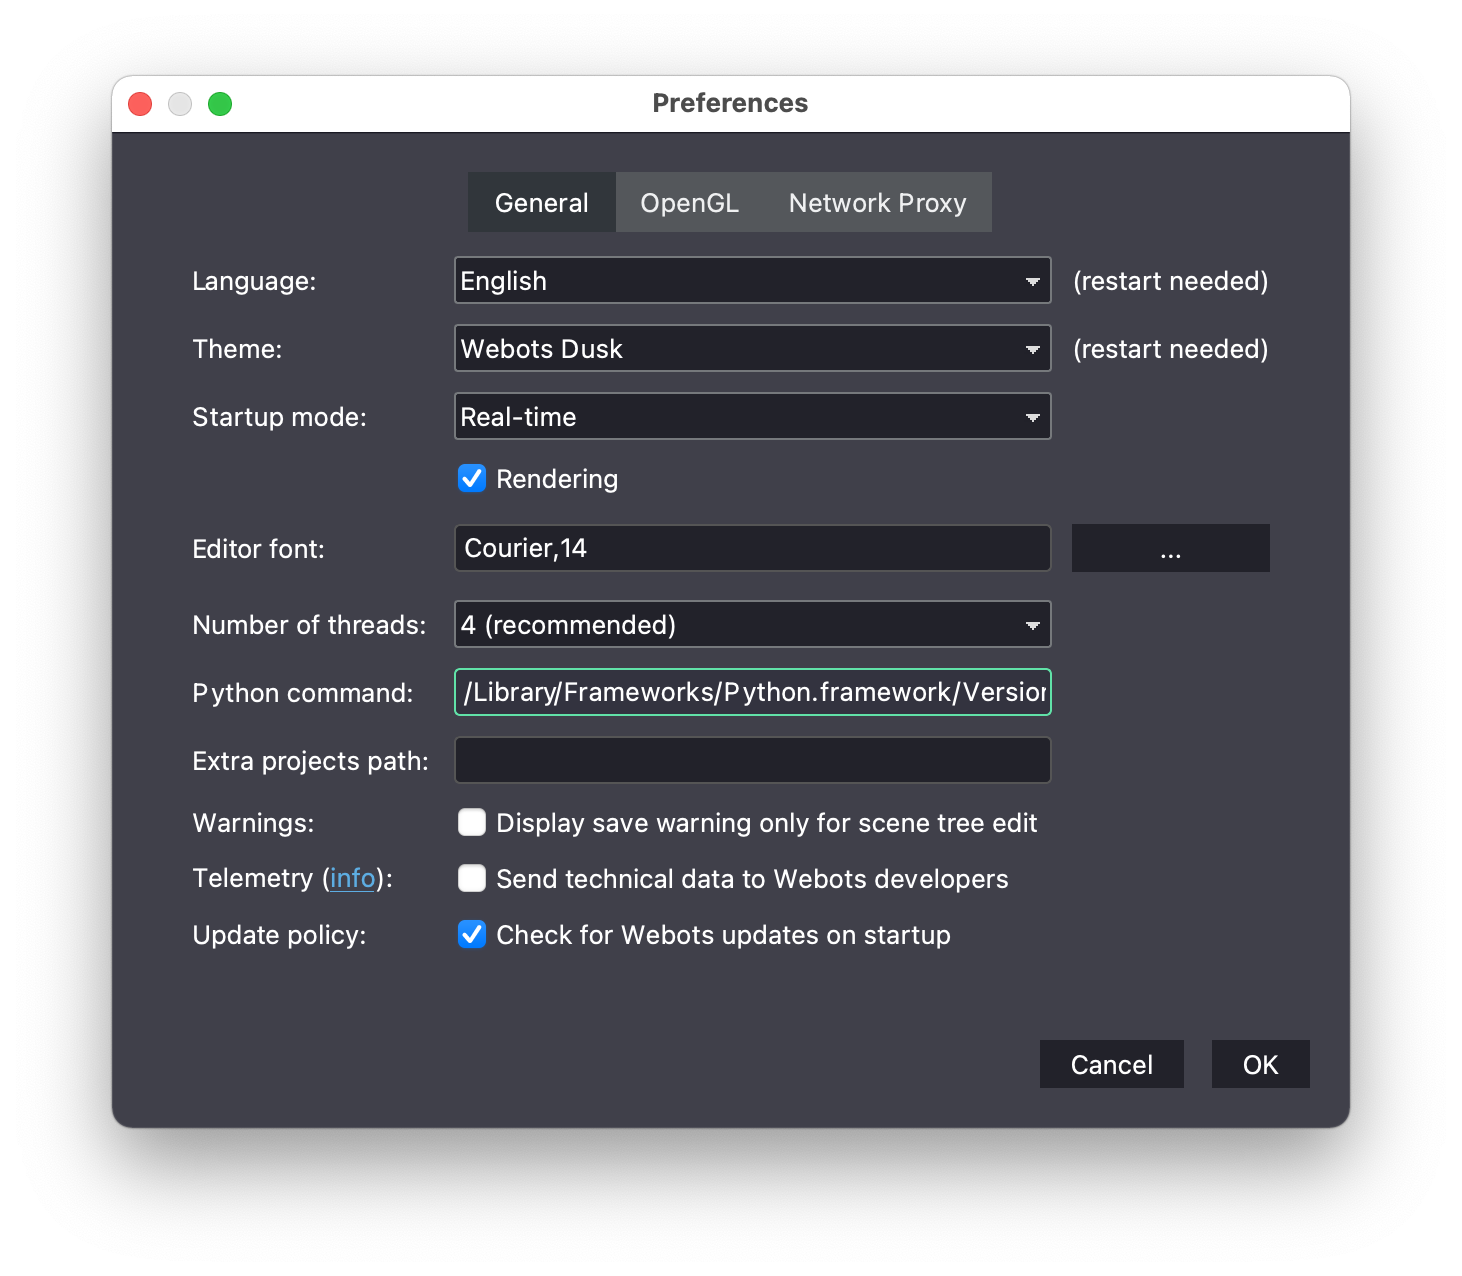 Preferences
General OpenGL Network Proxy
Language: English (restart needed)
Theme: Webots Dusk (restart needed)
Startup mode: Real-time
Rendering
Editor font: Courier,14 ...
Number of threads: 4 (recommended)
Python command: /Library/Frameworks/Python.framework/Version
Extra projects path:
Warnings: Display save warning only for scene tree edit
Telemetry (info): Send technical data to Webots developers
Update policy: Check for Webots updates on startup
Cancel OK